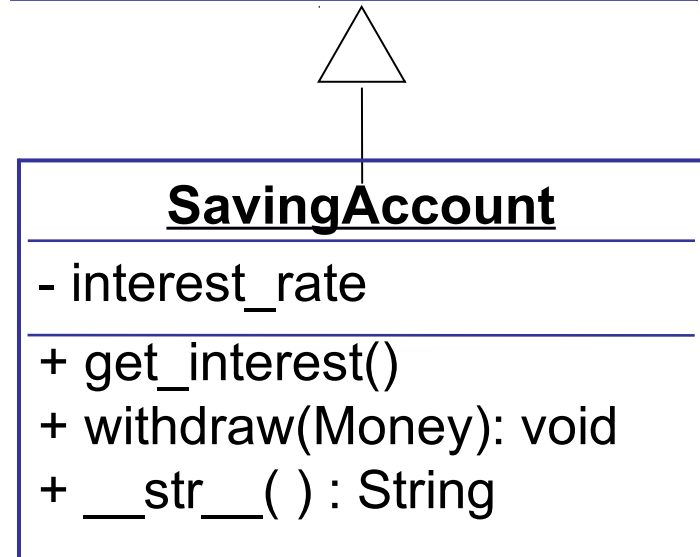 SavingAccount
- interest_rate
+ get_interest()
+ withdraw(Money): void
+ __str__( ) : String